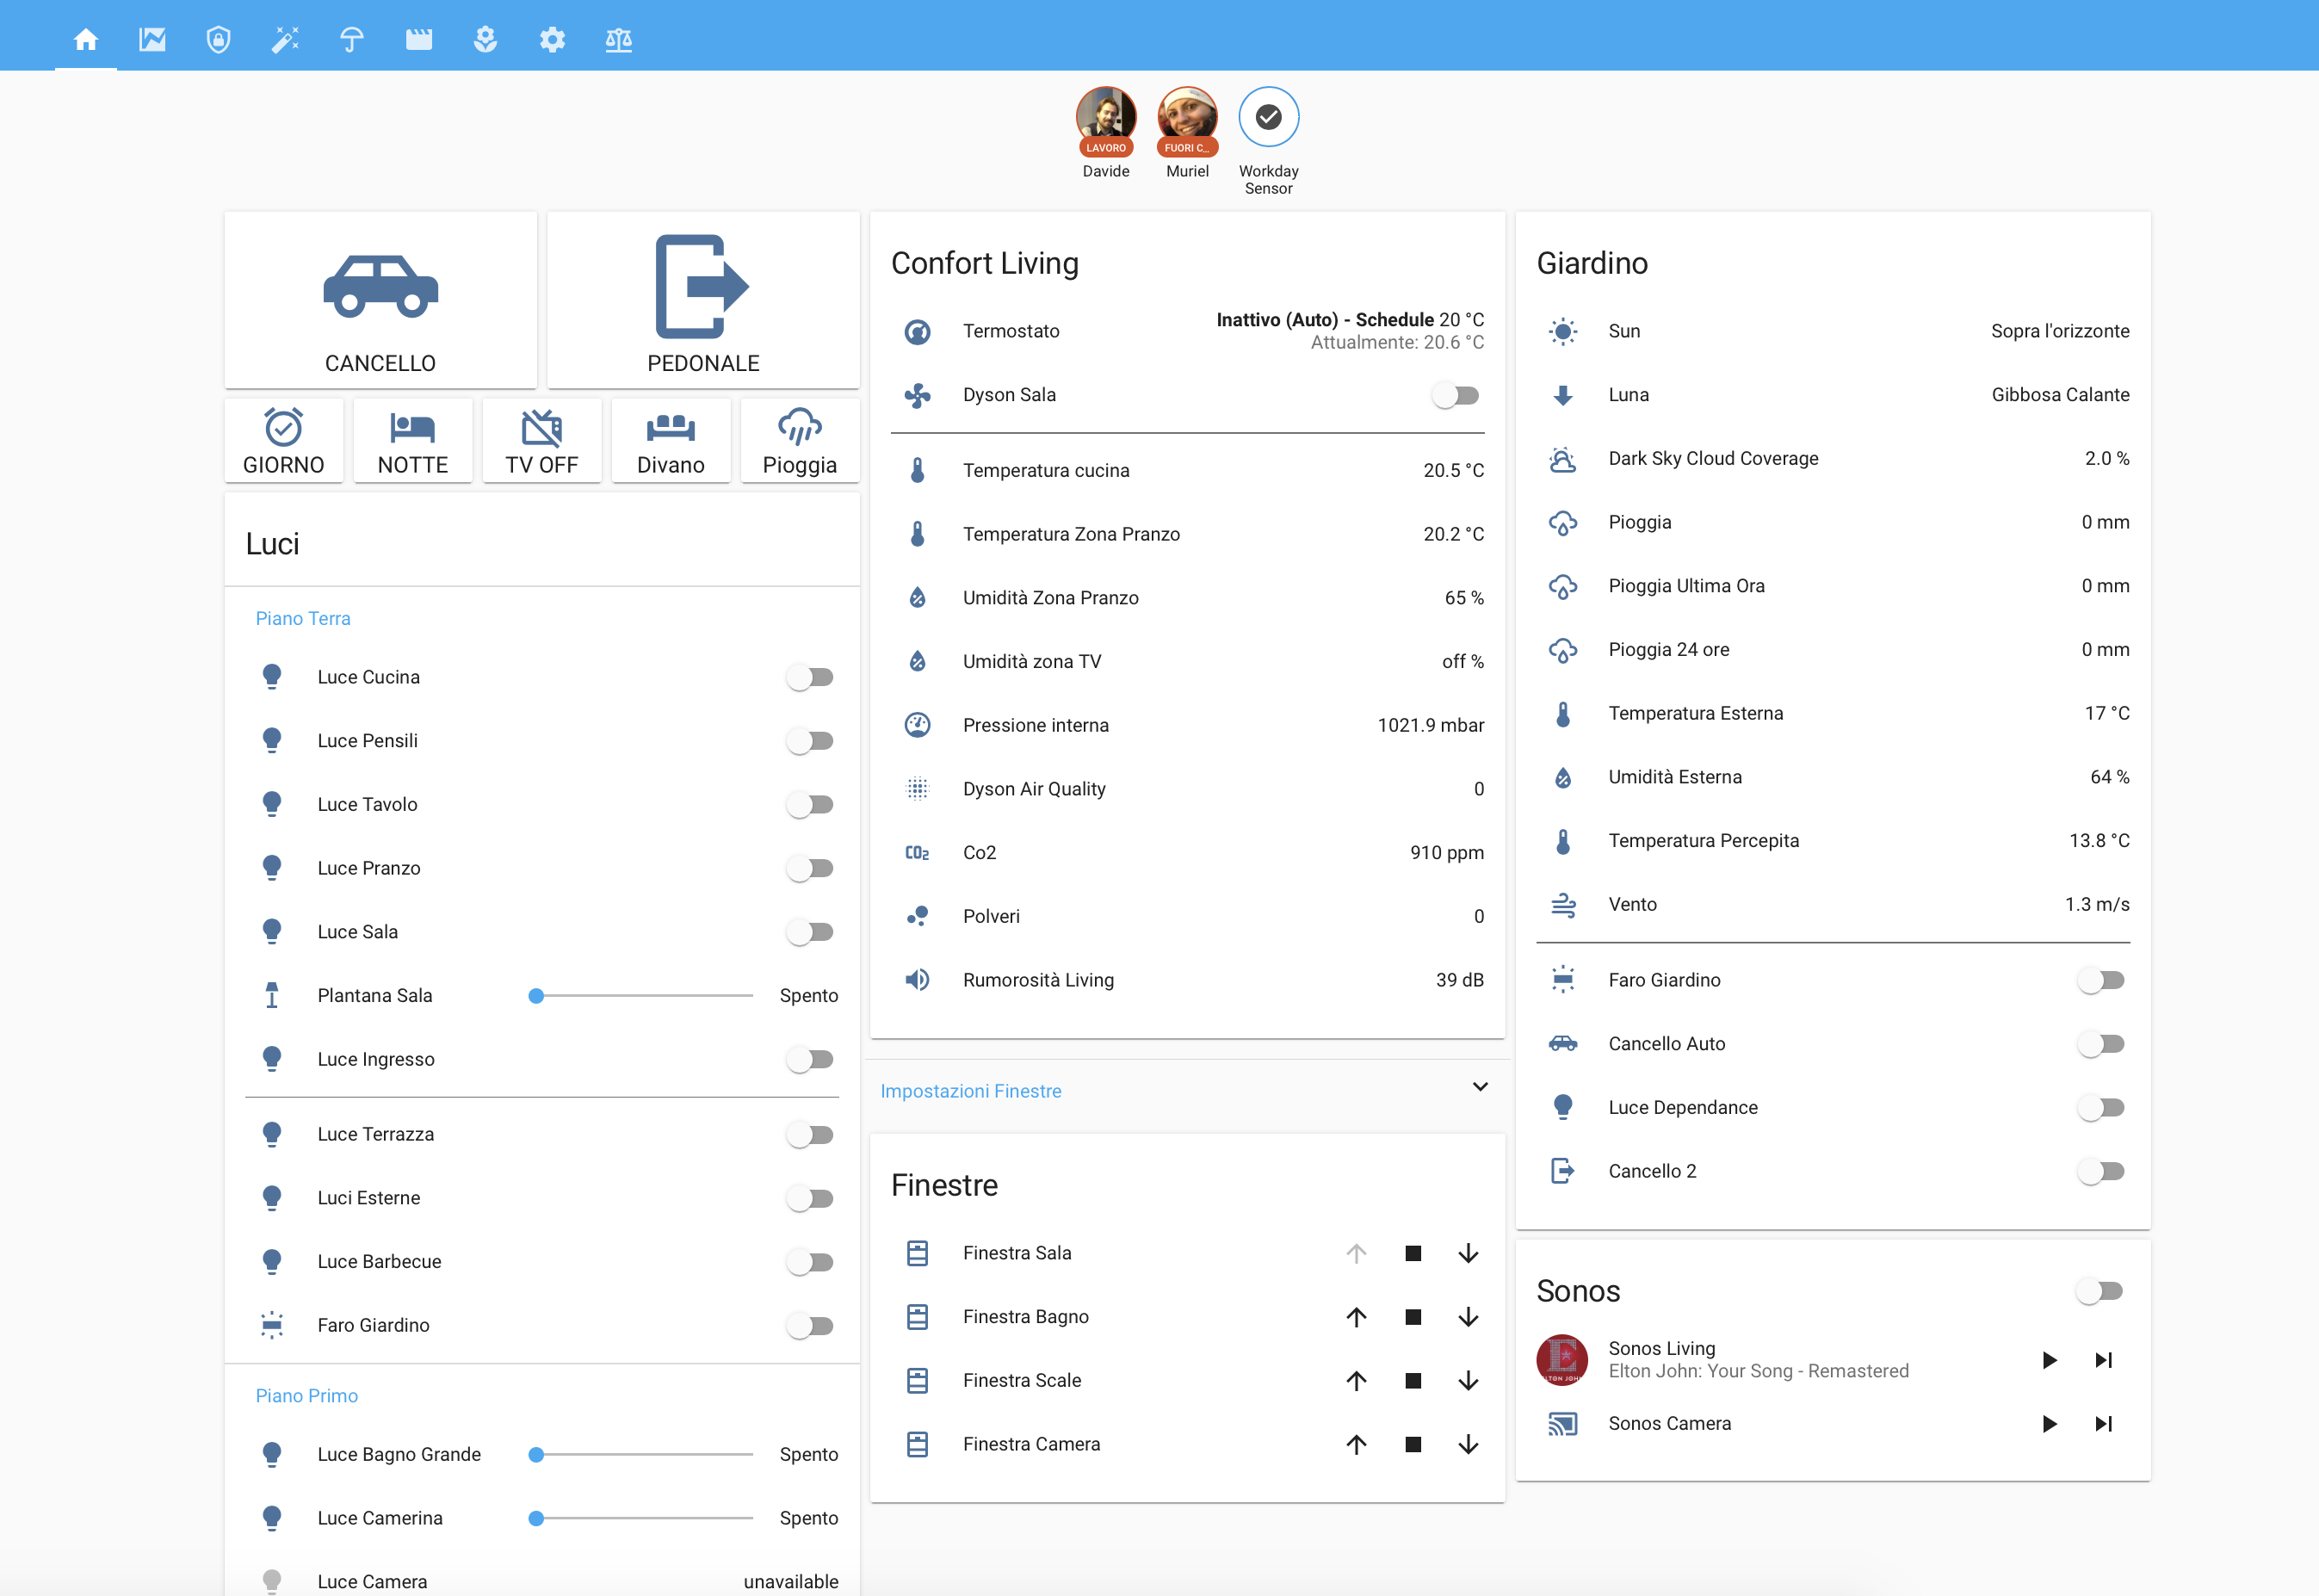 LAVORO
FUORI C...
Davide
Muriel
Workday
Sensor
CANCELLO
PEDONALE
GIORNO
NOTTE
TV OFF
Divano
Pioggia
Luci
Piano Terra
Luce Cucina
Luce Pensili
Luce Tavolo
Luce Pranzo
Luce Sala
Plantana Sala Spento
Luce Ingresso
Luce Terrazza
Luci Esterne
Luce Barbecue
Faro Giardino
Piano Primo
Luce Bagno Grande Spento
Luce Camerina Spento
Luce Camera unavailable
Confort Living
Termostato Inattivo (Auto) - Schedule 20 °C
Attualmente: 20.6 °C
Dyson Sala
Temperatura cucina 20.5 °C
Temperatura Zona Pranzo 20.2 °C
Umidità Zona Pranzo 65 %
Umidità zona TV off %
Pressione interna 1021.9 mbar
Dyson Air Quality 0
CO2 Co2 910 ppm
Polveri 0
Rumorosità Living 39 dB
Impostazioni Finestre
Finestre
Finestra Sala
Finestra Bagno
Finestra Scale
Finestra Camera
Giardino
Sun Sopra l'orizzonte
Luna Gibbosa Calante
Dark Sky Cloud Coverage 2.0 %
Pioggia 0 mm
Pioggia Ultima Ora 0 mm
Pioggia 24 ore 0 mm
Temperatura Esterna 17 °C
Umidità Esterna 64 %
Temperatura Percepita 13.8 °C
Vento 1.3 m/s
Faro Giardino
Cancello Auto
Luce Dependance
Cancello 2
Sonos
Sonos Living
Elton John: Your Song - Remastered
Sonos Camera